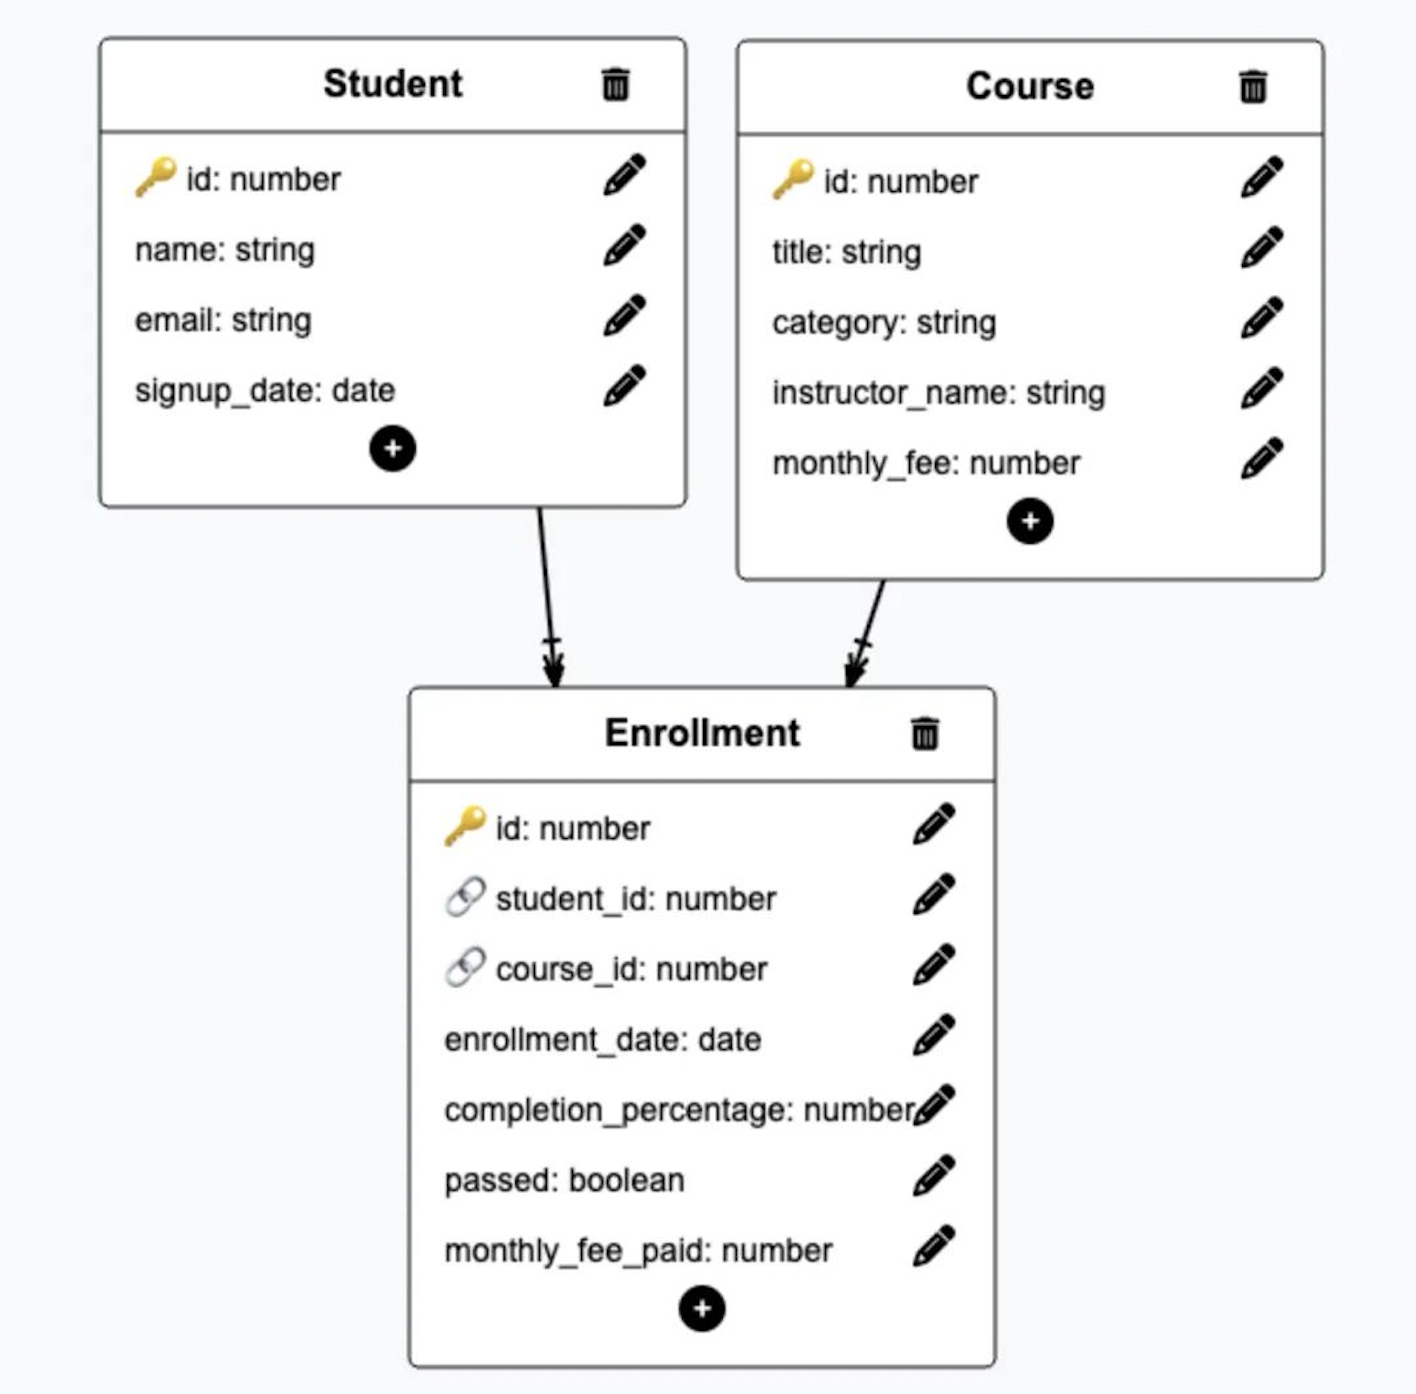 Student
id: number
name: string
email: string
signup_date: date
Course
id: number
title: string
category: string
instructor_name: string
monthly_fee: number
Enrollment
id: number
student_id: number
course_id: number
enrollment_date: date
completion_percentage: number
passed: boolean
monthly_fee_paid: number